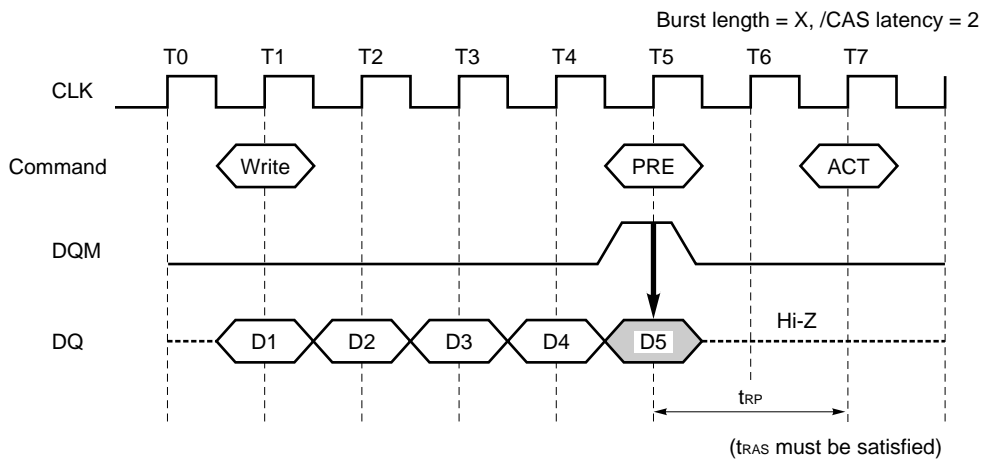 Burst length = X, /CAS latency = 2
T0 T1 T2 T3 T4 T5 T6 T7
CLK
Command Write PRE ACT
DQM
DQ D1 D2 D3 D4 D5 Hi-Z
tRP
(tRAS must be satisfied)